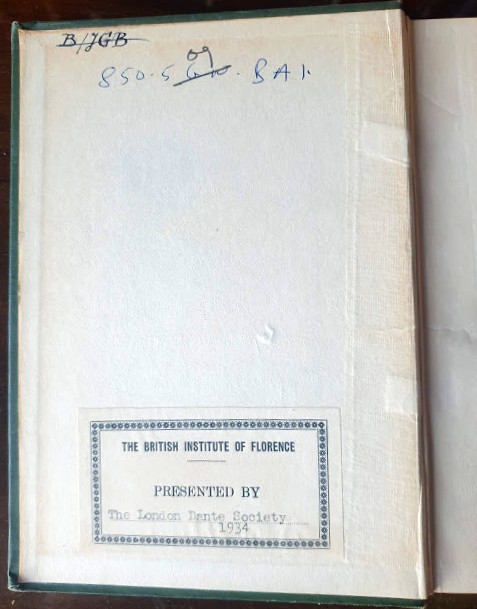 B/JGB
09
850.5 BAI.
THE BRITISH INSTITUTE OF FLORENCE
PRESENTED BY
The London Dante Society
1934